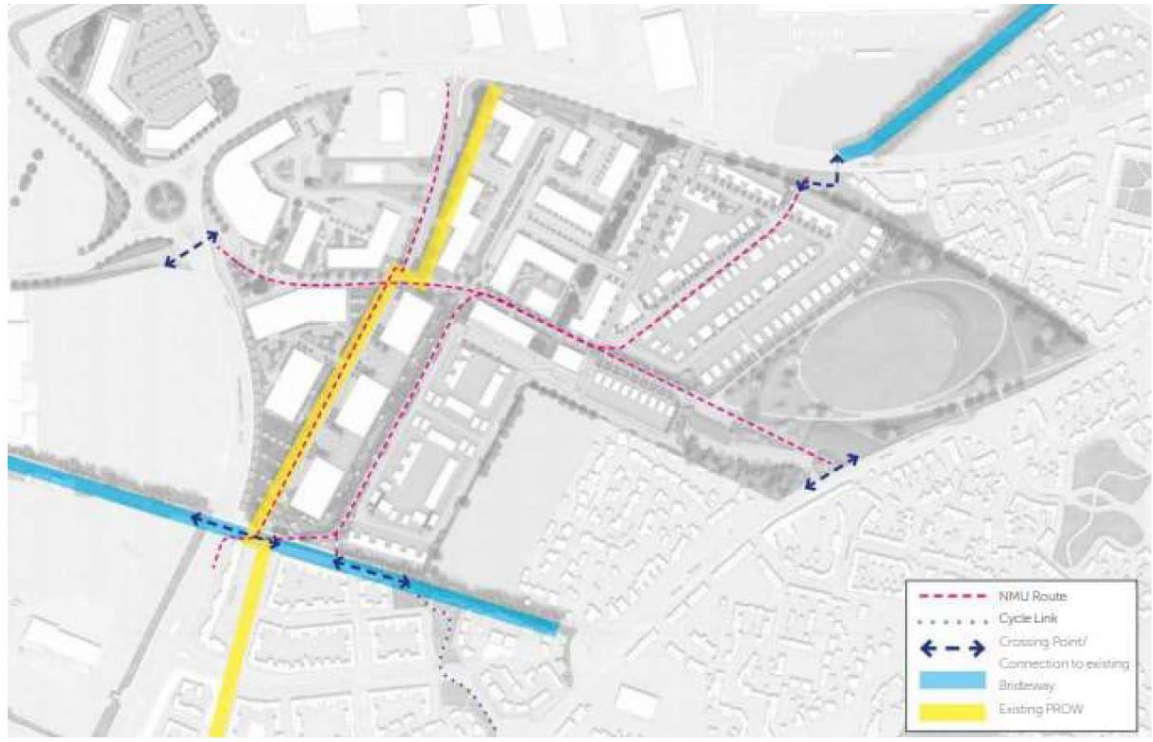 NMU Route
Cycle Link
Crossing Point/
Connection to existing
Bridleway
Existing PROW